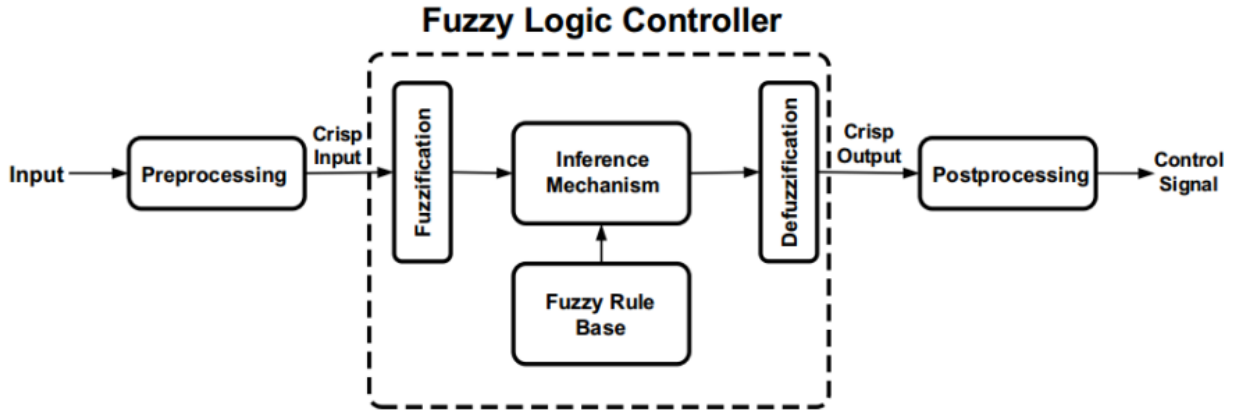 Fuzzy Logic Controller
Input
Preprocessing
Crisp
Input
Fuzzification
Inference
Mechanism
Fuzzy Rule
Base
Defuzzification
Crisp
Output
Postprocessing
Control
Signal